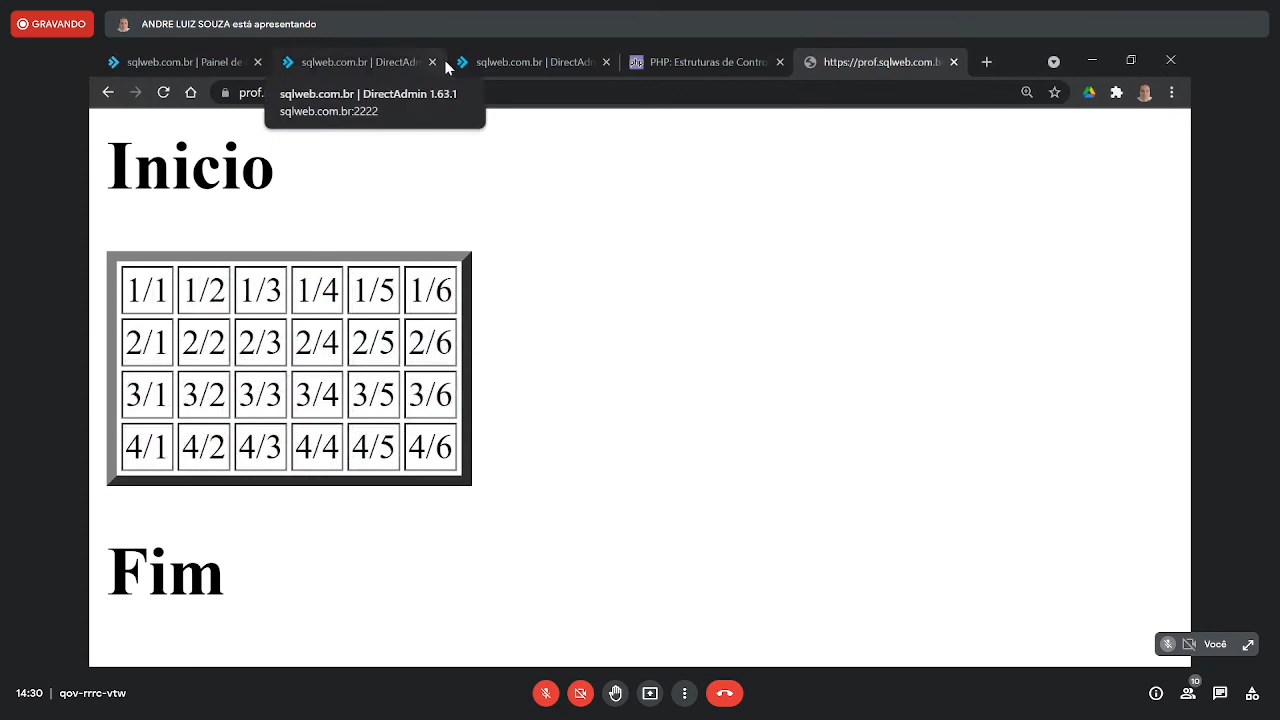 GRAVANDO
ANDRE LUIZ SOUZA está apresentando
sqlweb.com.br | Painel de
sqlweb.com.br | DirectAdm
sqlweb.com.br | DirectAdm
php
PHP: Estruturas de Contro
https://prof.sqlweb.com.b
prof.
sqlweb.com.br | DirectAdmin 1.63.1
sqlweb.com.br:2222
Inicio
1/1 1/2 1/3 1/4 1/5 1/6
2/1 2/2 2/3 2/4 2/5 2/6
3/1 3/2 3/3 3/4 3/5 3/6
4/1 4/2 4/3 4/4 4/5 4/6
Fim
Você
14:30 | qov-rrrc-vtw
10